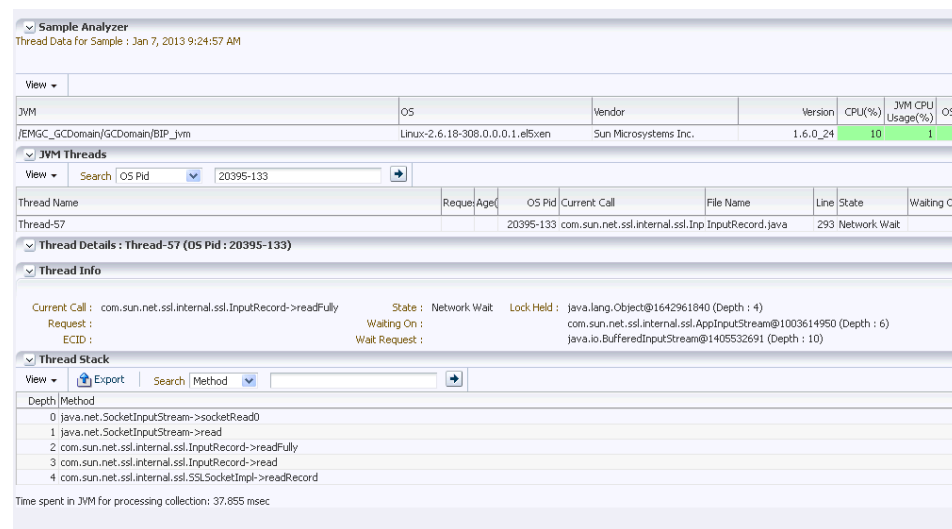 Sample Analyzer
Thread Data for Sample : Jan 7, 2013 9:24:57 AM
View
JVM OS Vendor Version CPU(%) JVM CPU Usage(%) OS
/EMGC_GCDomain/GCDomain/BIP_jvm Linux-2.6.18-308.0.0.0.1.el5xen Sun Microsystems Inc. 1.6.0_24 10 1
JVM Threads
View Search OS Pid 20395-133
Thread Name Reque Age( OS Pid Current Call File Name Line State Waiting O
Thread-57 20395-133 com.sun.net.ssl.internal.ssl.Inp InputRecord.java 293 Network Wait
Thread Details : Thread-57 (OS Pid : 20395-133)
Thread Info
Current Call : com.sun.net.ssl.internal.ssl.InputRecord->readFully State : Network Wait Lock Held : java.lang.Object@1642961840 (Depth : 4)
Request : Waiting On : com.sun.net.ssl.internal.ssl.AppInputStream@1003614950 (Depth : 6)
ECID : Wait Request : java.io.BufferedInputStream@1405532691 (Depth : 10)
Thread Stack
View Export Search Method
Depth Method
0 java.net.SocketInputStream->socketRead0
1 java.net.SocketInputStream->read
2 com.sun.net.ssl.internal.ssl.InputRecord->readFully
3 com.sun.net.ssl.internal.ssl.InputRecord->read
4 com.sun.net.ssl.internal.ssl.SSLSocketImpl->readRecord
Time spent in JVM for processing collection: 37.855 msec